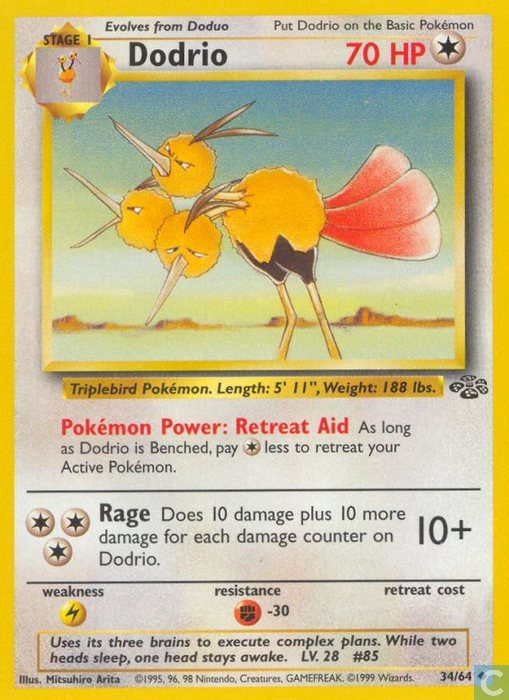 Evolves from Doduo Put Dodrio on the Basic Pokémon
STAGE 1
Dodrio 70 HP
Triplebird Pokémon. Length: 5' 11", Weight: 188 lbs.
Pokémon Power: Retreat Aid As long
as Dodrio is Benched, pay less to retreat your
Active Pokémon.
Rage Does 10 damage plus 10 more
damage for each damage counter on
Dodrio.
10+
weakness resistance retreat cost
-30
Uses its three brains to execute complex plans. While two
heads sleep, one head stays awake. LV. 28 #85
Illus. Mitsuhiro Arita ©1995, 96, 98 Nintendo, Creatures, GAMEFREAK. ©1999 Wizards. 34/64
C